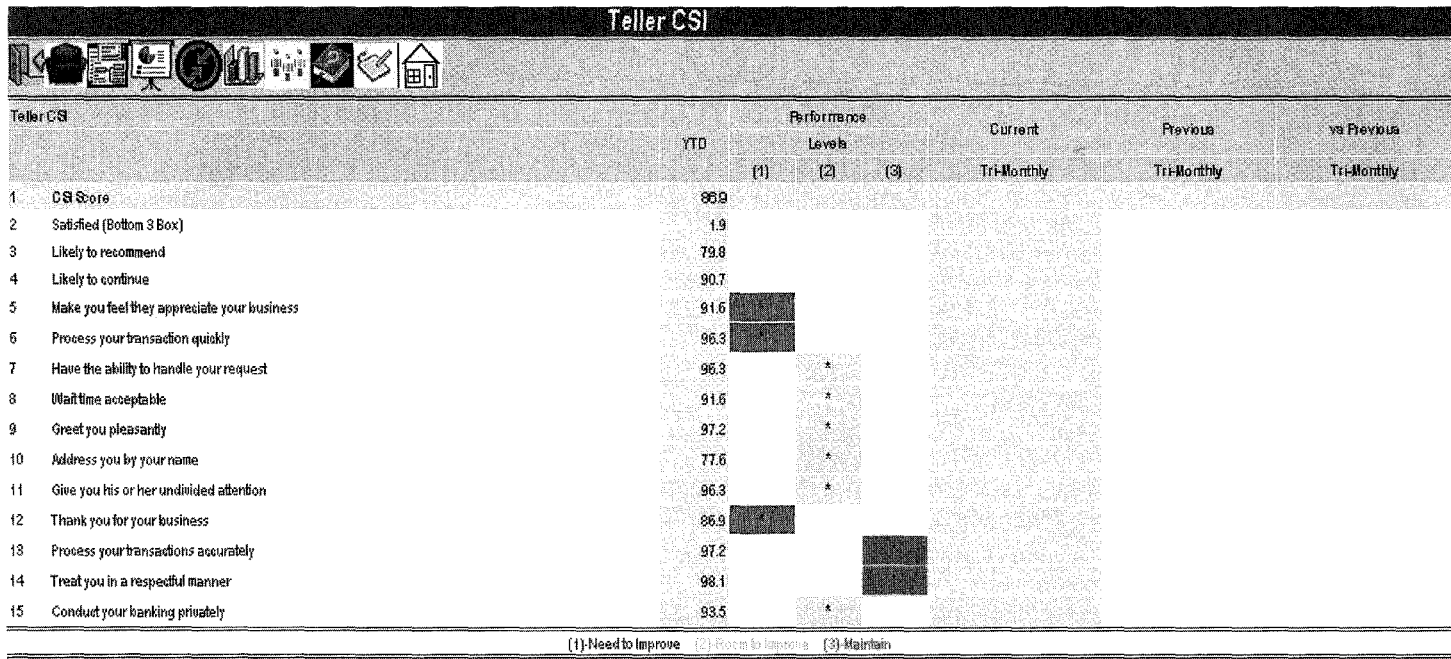 Teller CSI
Teller CSI
Performance
YTD Levels Current Previous vs Previous
(1) (2) (3) Tri-Monthly Tri-Monthly Tri-Monthly
1 CSI Score 86.9
2 Satisfied (Bottom 3 Box) 1.9
3 Likely to recommend 79.8
4 Likely to continue 90.7
5 Make you feel they appreciate your business 91.6 *
6 Process your transaction quickly 96.3 *
7 Have the ability to handle your request 96.3 *
8 Wait time acceptable 91.6 *
9 Greet you pleasantly 97.2 *
10 Address you by your name 77.6 *
11 Give you his or her undivided attention 96.3 *
12 Thank you for your business 86.9 *
13 Process your transactions accurately 97.2
14 Treat you in a respectful manner 98.1
15 Conduct your banking privately 93.5 *
(1)-Need to Improve (2)-Room to Improve (3)-Maintain